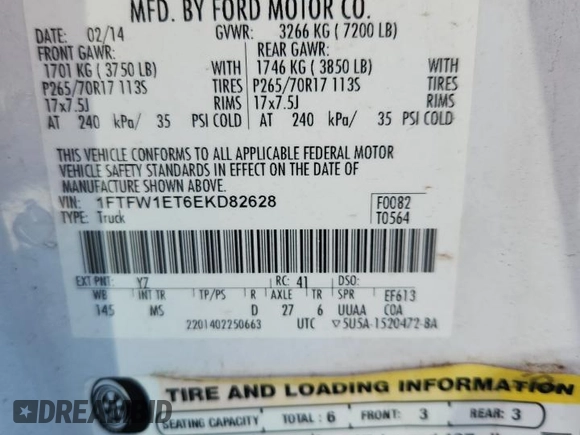 MFD. BY FORD MOTOR CO.
DATE: 02/14 GVWR: 3266 KG ( 7200 LB)
FRONT GAWR: REAR GAWR:
1701 KG ( 3750 LB) WITH 1746 KG ( 3850 LB) WITH
P265/70R17 113S TIRES P265/70R17 113S TIRES
17x7.5J RIMS 17x7.5J RIMS
AT 240 kPa/ 35 PSI COLD AT 240 kPa/ 35 PSI COLD
THIS VEHICLE CONFORMS TO ALL APPLICABLE FEDERAL MOTOR
VEHICLE SAFETY STANDARDS IN EFFECT ON THE DATE OF
MANUFACTURE SHOWN ABOVE.
VIN: 1FTFW1ET6EKD82628 F0082
TYPE: Truck T0564
EXT PNT: YZ RC: 41 DSO:
WB INT TR TP/PS R AXLE TR SPR EF613
145 MS D 27 6 UUAA COA
2201402250663 UTC ▽5U5A-1520472-BA
TIRE AND LOADING INFORMATION
SEATING CAPACITY TOTAL: 6 FRONT: 3 REAR: 3
DREAMBID